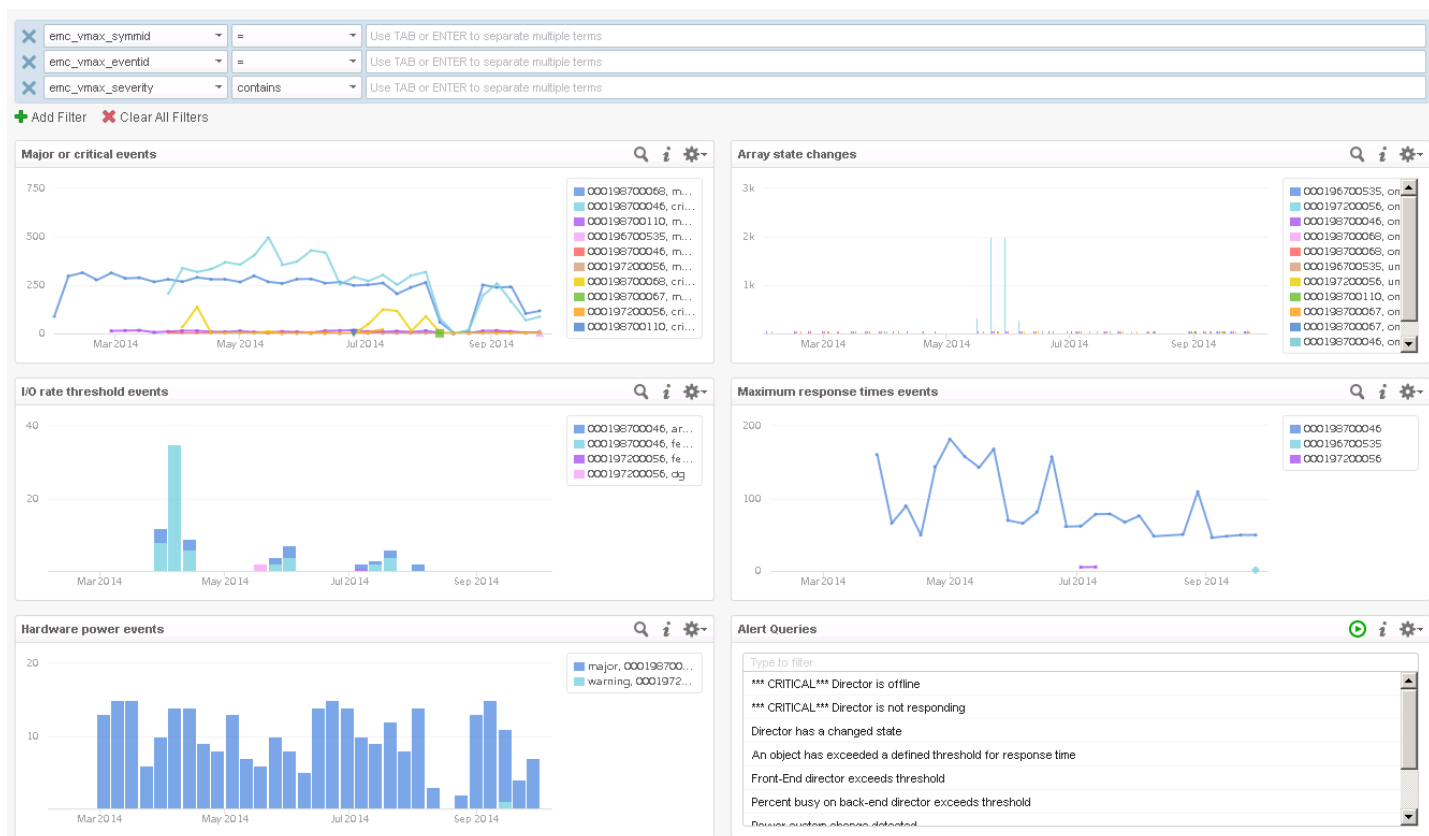 emc_vmax_symmid = Use TAB or ENTER to separate multiple terms
emc_vmax_eventid = Use TAB or ENTER to separate multiple terms
emc_vmax_severity contains Use TAB or ENTER to separate multiple terms
Add Filter Clear All Filters
Major or critical events
750
500
250
0
Mar 2014 May 2014 Jul 2014 Sep 2014
000198700068, m...
000198700046, cri...
000198700110, m...
000196700535, m...
000198700046, m...
000197200056, m...
000198700068, cri...
000198700067, m...
000197200056, cri...
000198700110, cri...
Array state changes
3k
2k
1k
Mar 2014 May 2014 Jul 2014 Sep 2014
000196700535, on
000197200056, on
000198700046, on
000198700068, on
000198700068, on
000196700535, un
000197200056, un
000198700110, on
000198700067, on
000198700067, on
000198700046, on
I/O rate threshold events
40
20
Mar 2014 May 2014 Jul 2014 Sep 2014
000198700046, ar...
000198700046, fe...
000197200056, fe...
000197200056, dg
Maximum response times events
200
100
0
Mar 2014 May 2014 Jul 2014 Sep 2014
000198700046
000196700535
000197200056
Hardware power events
20
10
Mar 2014 May 2014 Jul 2014 Sep 2014
major, 000198700...
warning, 0001972...
Alert Queries
Type to filter
*** CRITICAL*** Director is offline
*** CRITICAL*** Director is not responding
Director has a changed state
An object has exceeded a defined threshold for response time
Front-End director exceeds threshold
Percent busy on back-end director exceeds threshold
Power system change detected